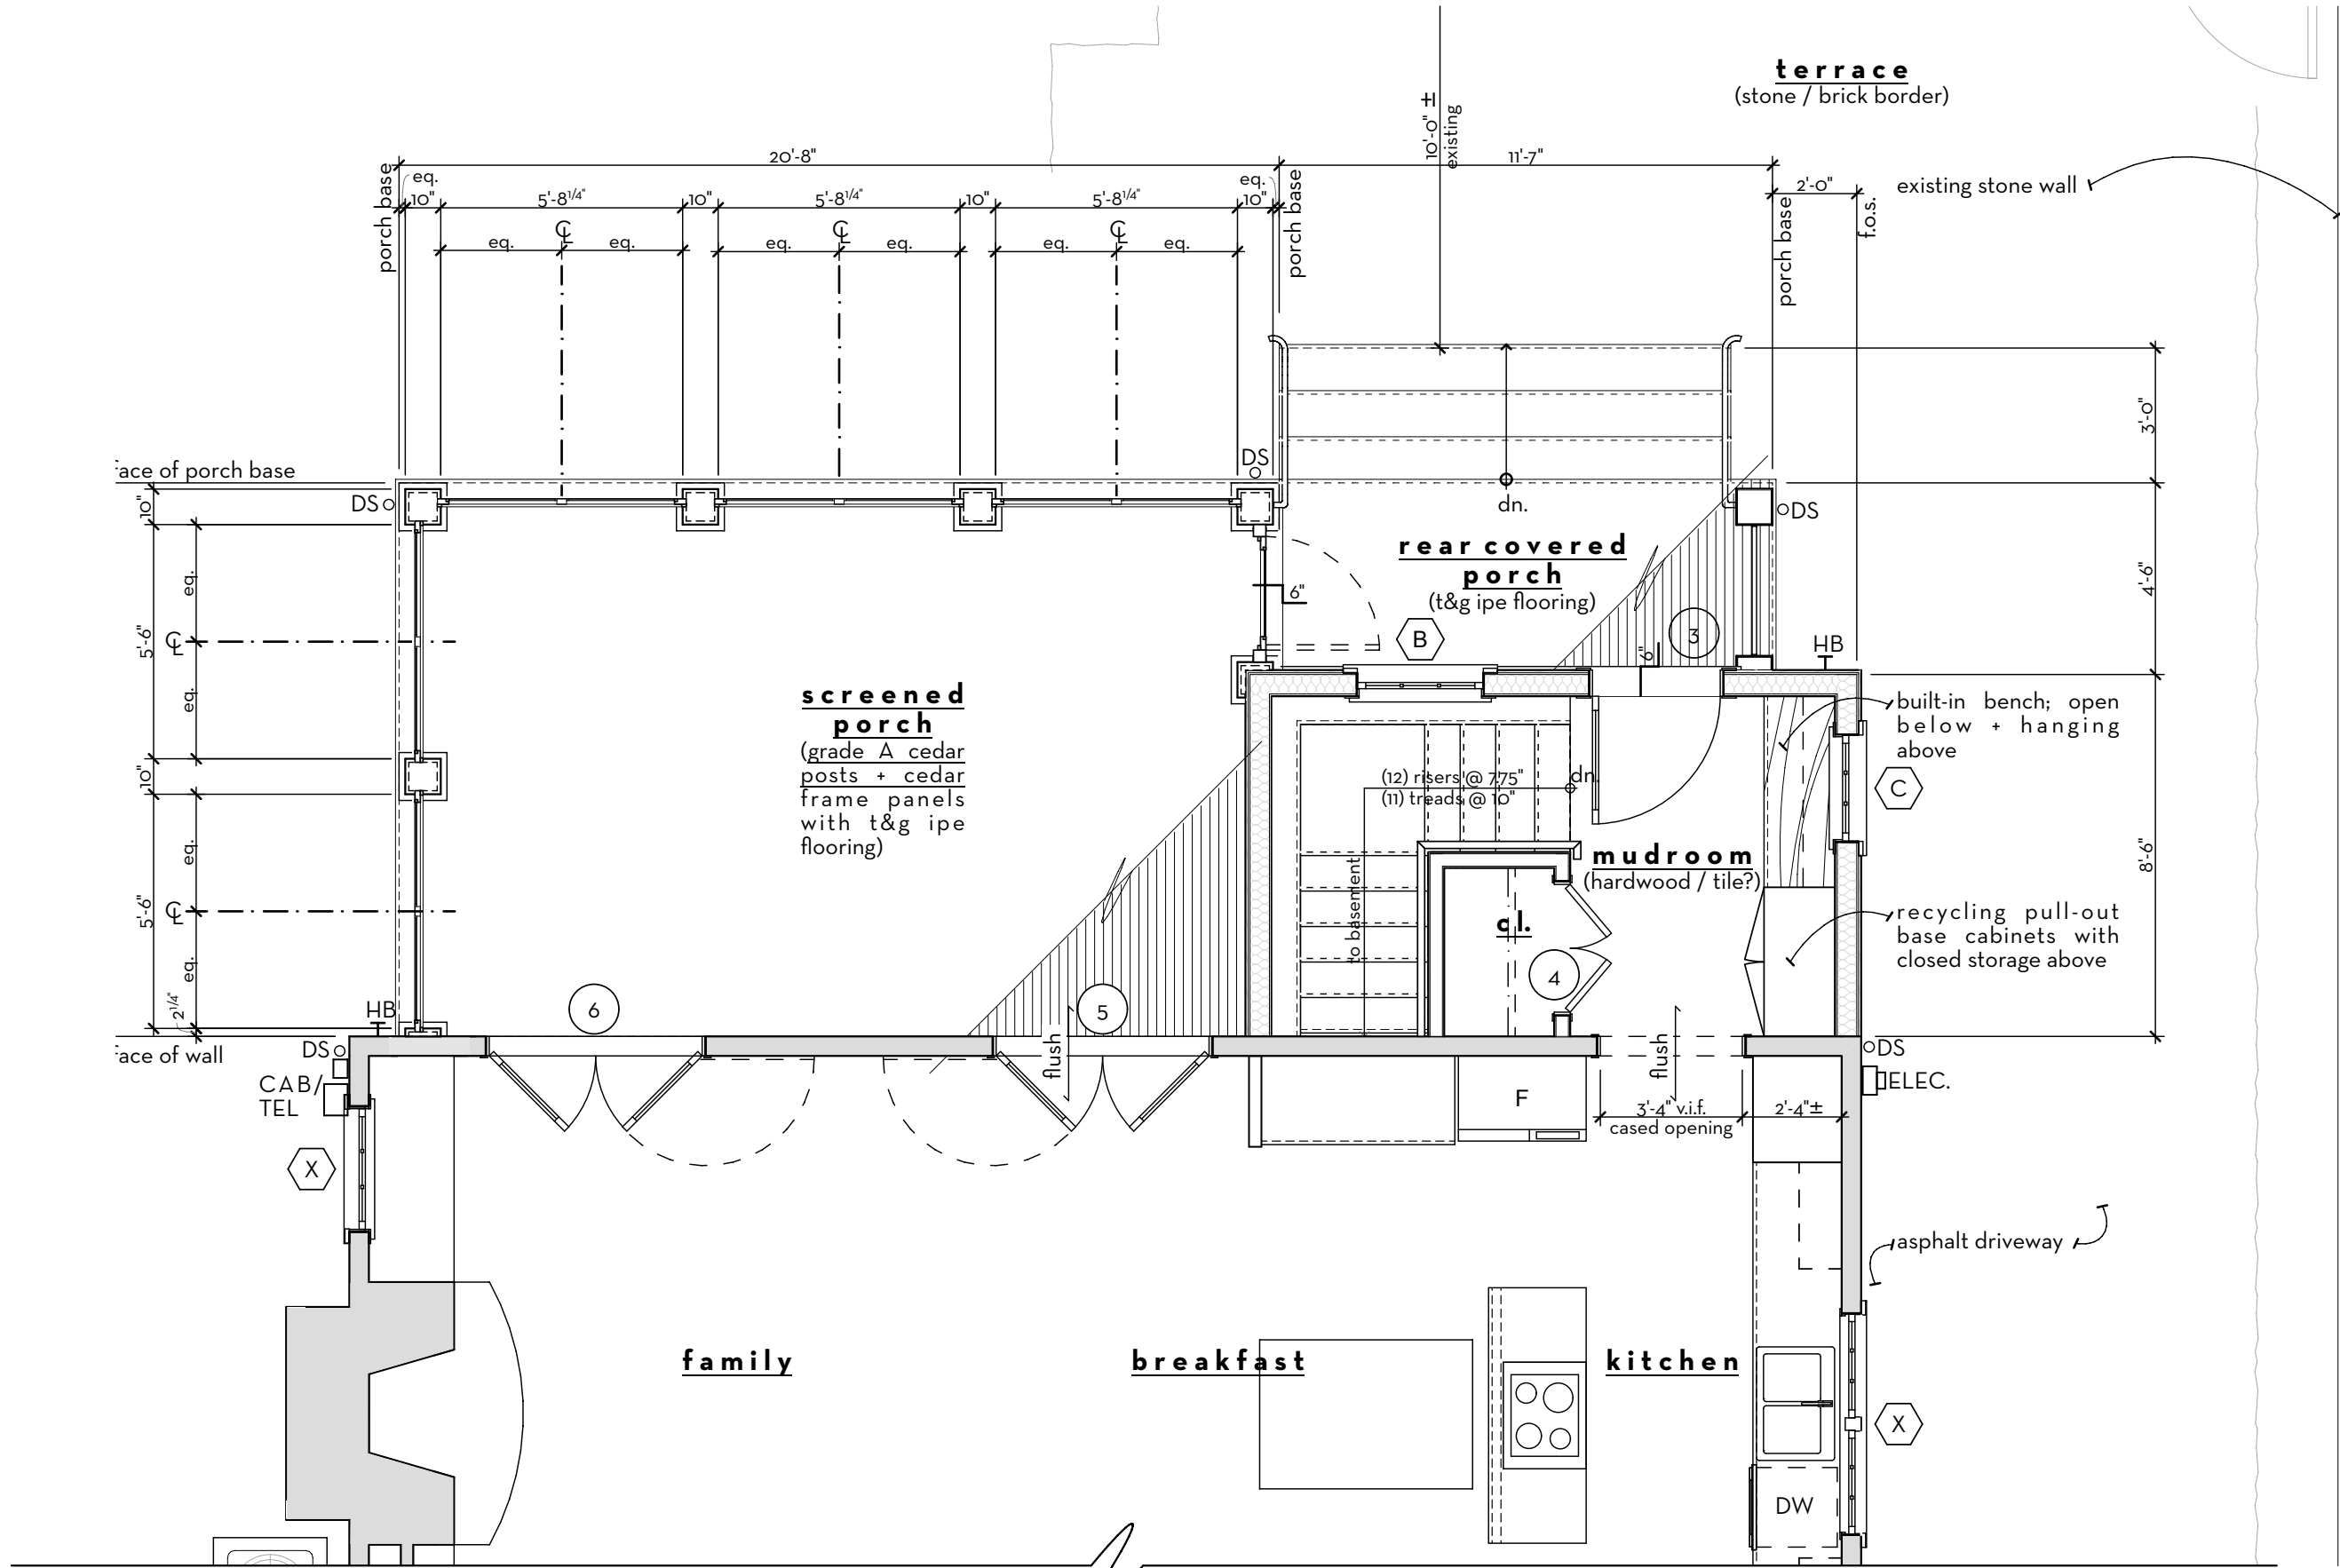 terrace
(stone / brick border)
10'-0" ±
existing
20'-8"
11'-7"
2'-0"
existing stone wall
porch base
eq.
10"
5'-8 1/4"
10"
5'-8 1/4"
10"
5'-8 1/4"
eq.
10"
porch base
porch base
f.o.s.
eq.
CL
eq.
eq.
CL
eq.
eq.
CL
eq.
3'-0"
face of porch base
DS
DS
dn.
DS
10"
rear covered
porch
(t&g ipe flooring)
4'-6"
eq.
5'-6"
CL
eq.
6"
B
6"
3
HB
screened
porch
(grade A cedar
posts + cedar
frame panels
with t&g ipe
flooring)
built-in bench; open
below + hanging
above
10"
(12) risers @ 7.75"
(11) treads @ 10"
dn.
C
to basement
mudroom
(hardwood / tile?)
8'-6"
eq.
5'-6"
CL
eq.
cl.
4
recycling pull-out
base cabinets with
closed storage above
2 1/4"
HB
6
5
face of wall
DS
flush
flush
DS
CAB/
TEL
ELEC.
F
3'-4" v.i.f.
cased opening
2'-4"±
X
asphalt driveway
family
breakfast
kitchen
X
DW